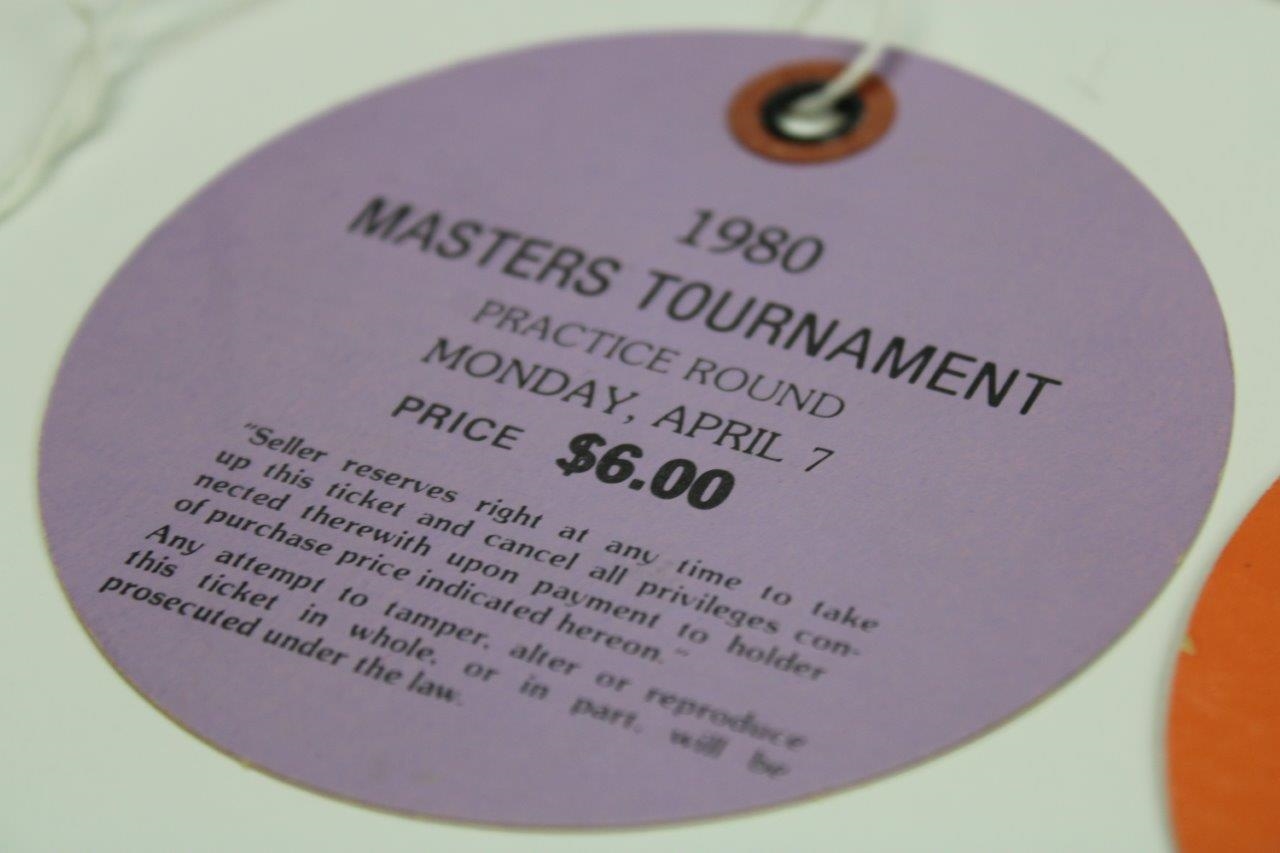 1980
MASTERS TOURNAMENT
PRACTICE ROUND
MONDAY, APRIL 7
PRICE $6.00
"Seller reserves right at any time to take
up this ticket and cancel all privileges con-
nected therewith upon payment to holder
of purchase price indicated hereon."
Any attempt to tamper, alter or reproduce
this ticket in whole, or in part, will be
prosecuted under the law.